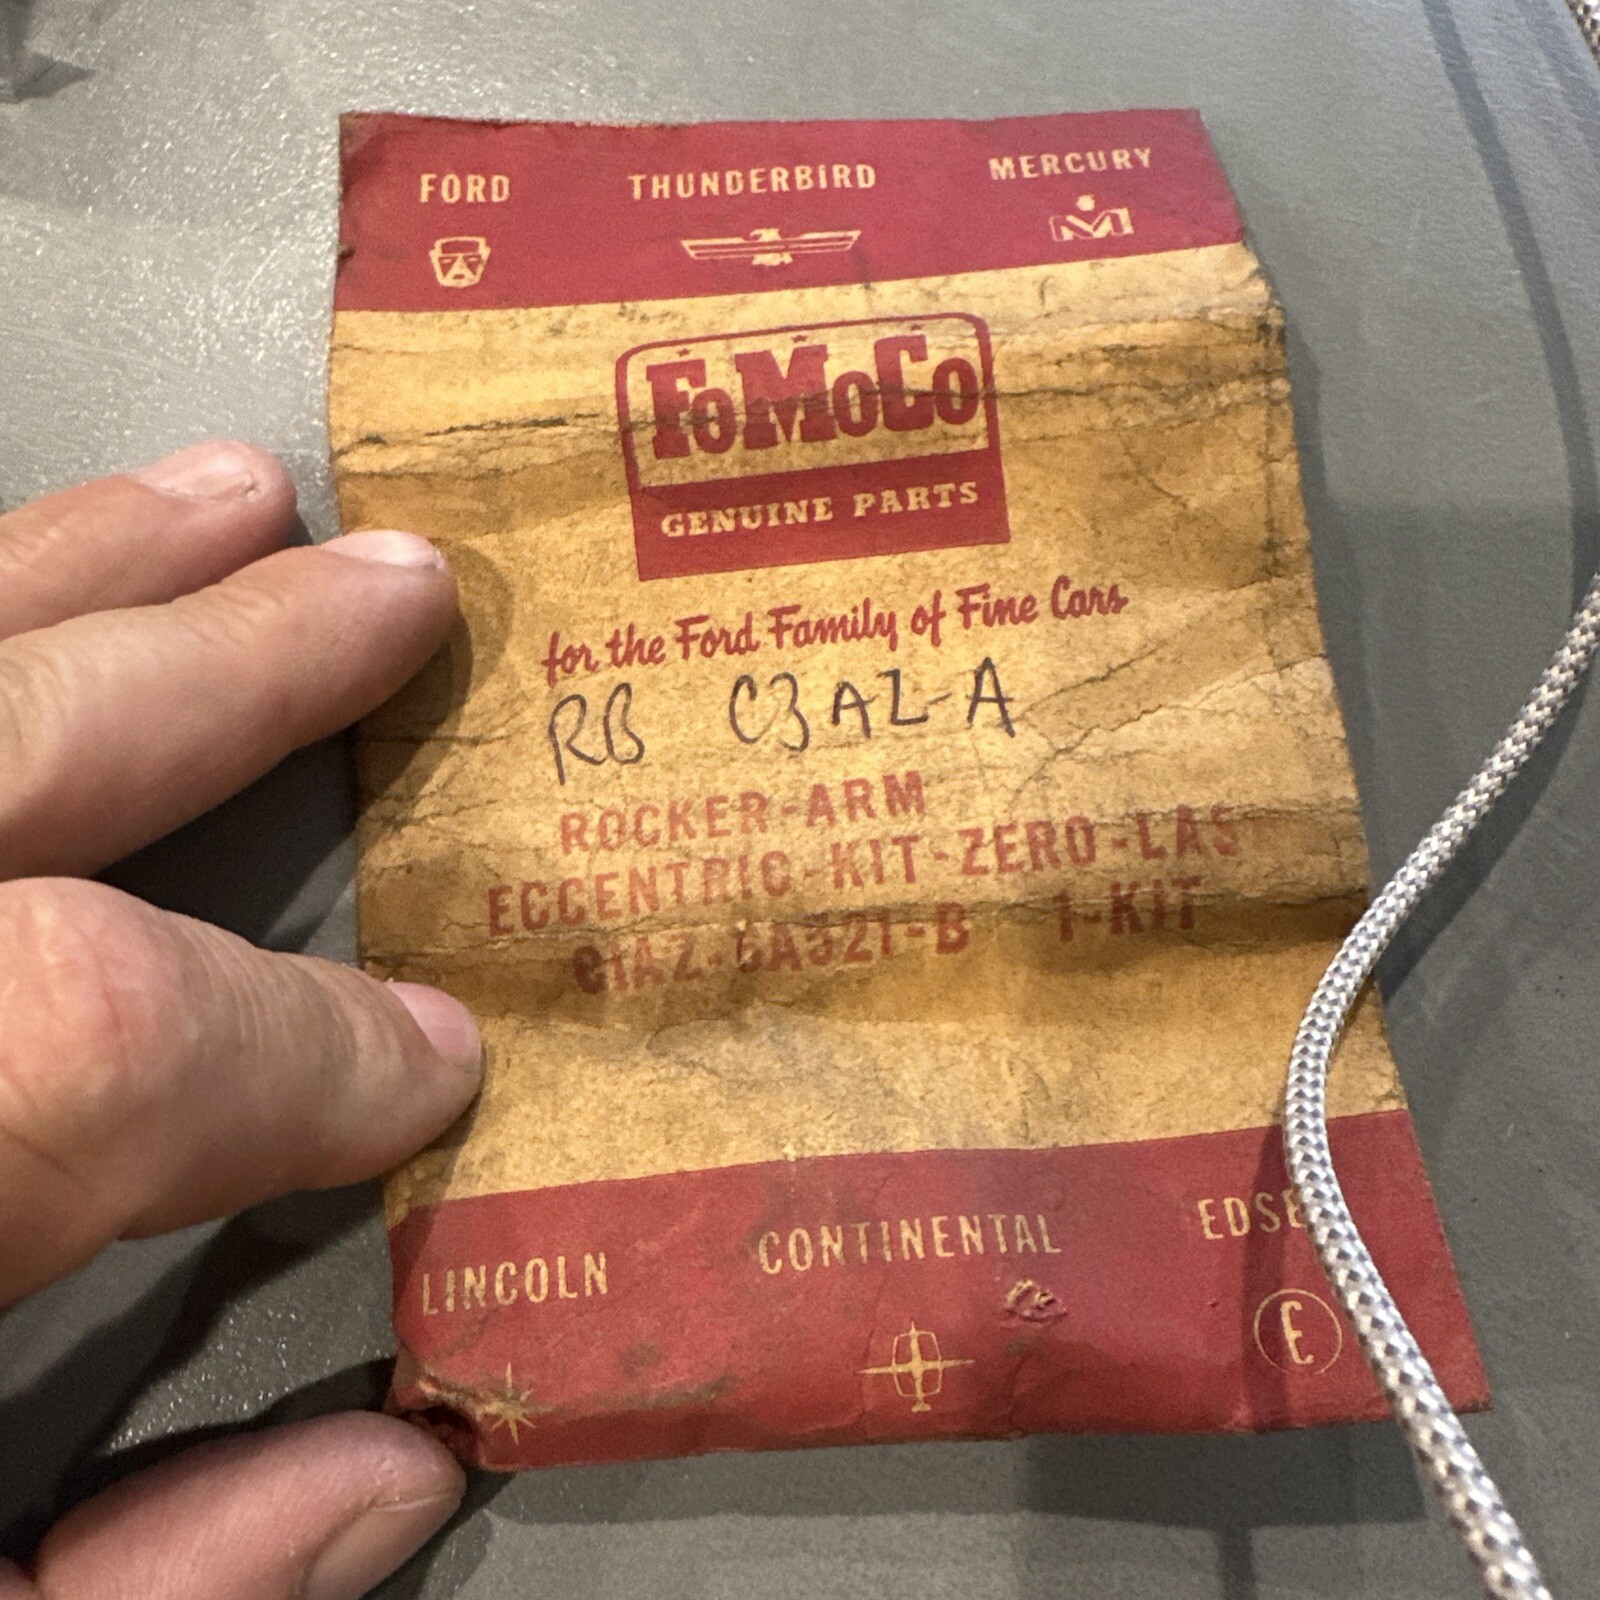 FORD THUNDERBIRD MERCURY
FoMoCo
GENUINE PARTS
for the Ford Family of Fine Cars
RB C3AZ-A
ROCKER-ARM
ECCENTRIC-KIT-ZERO-LAS
C1AZ-6A321-B 1-KIT
LINCOLN CONTINENTAL EDSE
E